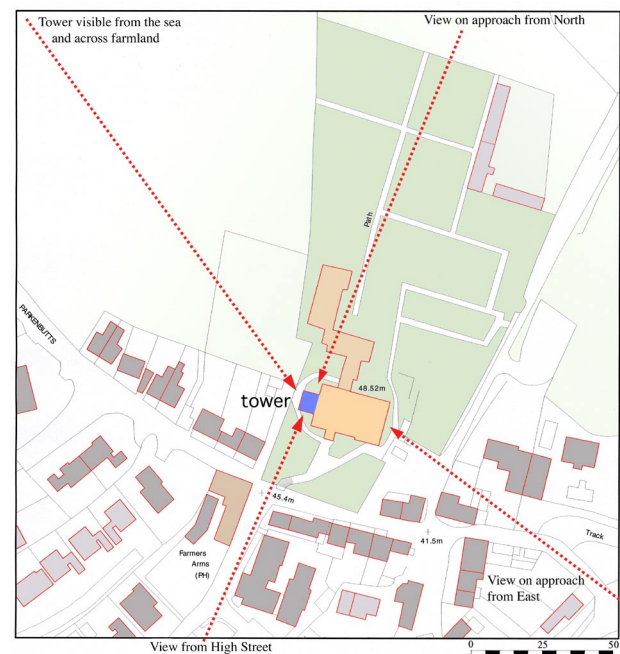 Tower visible from the sea
and across farmland
View on approach from North
Path
PARKENBUTTS
48.52m
tower
45.4m
Farmers
Arms
(PH)
41.5m
Track
View on approach
from East
View from High Street
0 25 50